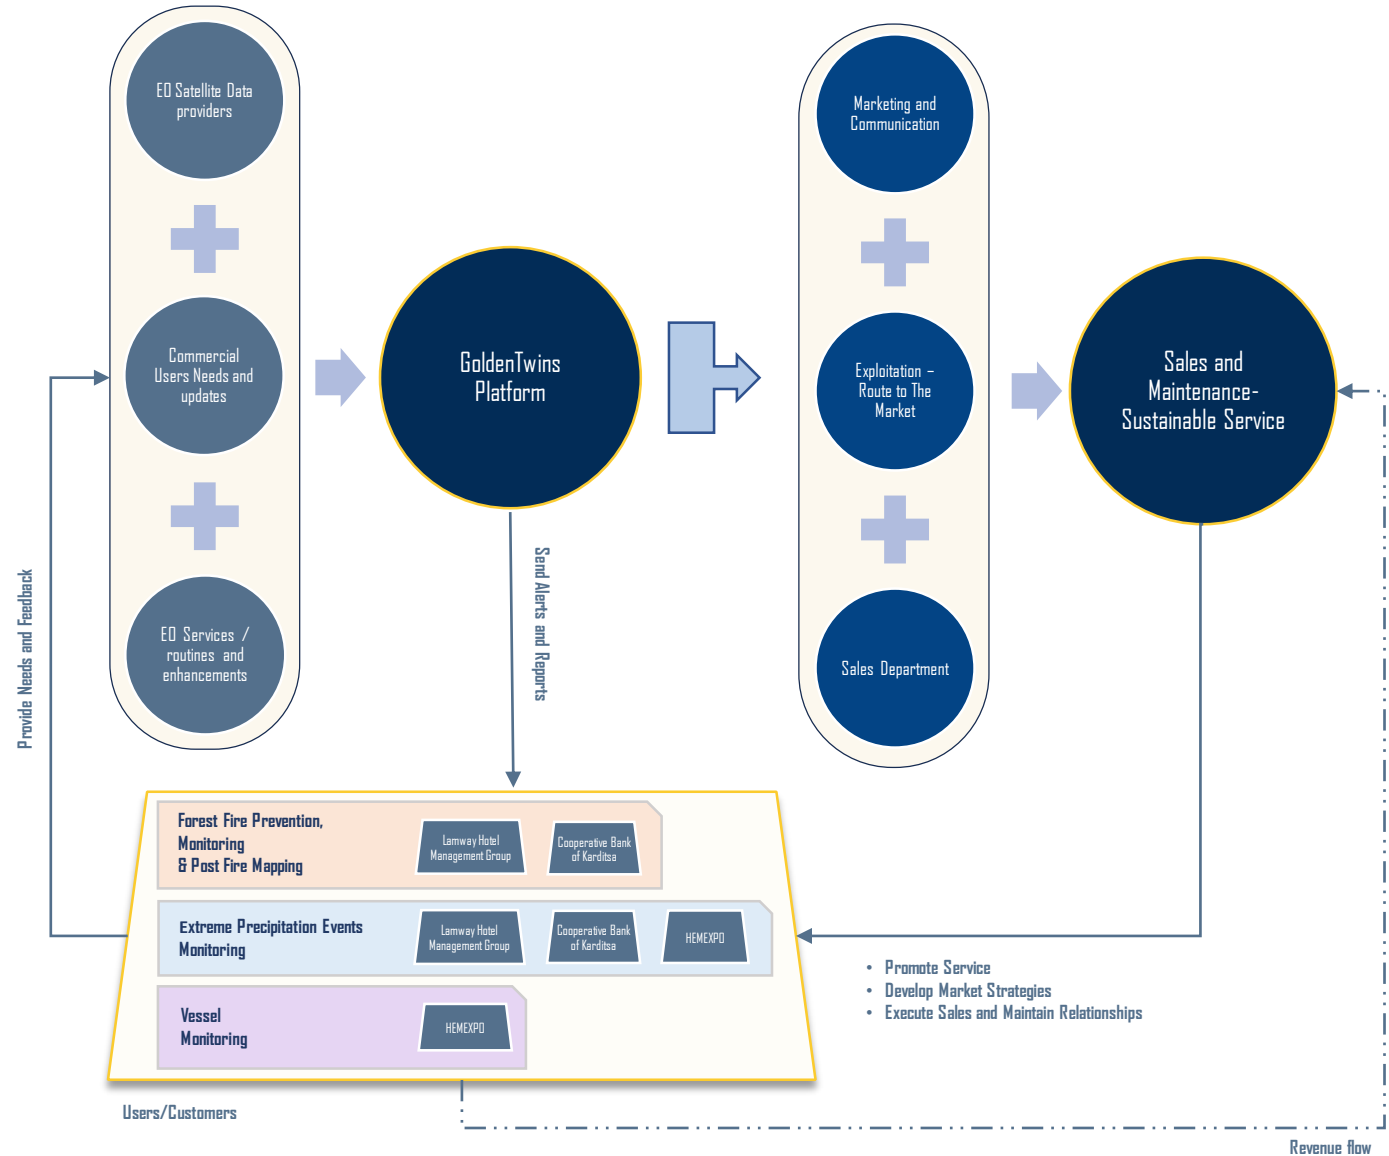 EO Satellite Data
providers
Commercial
Users Needs and
updates
EO Services /
routines and
enhancements
GoldenTwins
Platform
Marketing and
Communication
Exploitation –
Route to The
Market
Sales Department
Sales and
Maintenance-
Sustainable Service
Provide Needs and Feedback
Send Alerts and Reports
Forest Fire Prevention,
Monitoring
& Post Fire Mapping
Lamway Hotel
Management Group
Cooperative Bank
of Karditsa
Extreme Precipitation Events
Monitoring
Lamway Hotel
Management Group
Cooperative Bank
of Karditsa
HEMEXPO
Vessel
Monitoring
HEMEXPO
• Promote Service
• Develop Market Strategies
• Execute Sales and Maintain Relationships
Users/Customers
Revenue flow